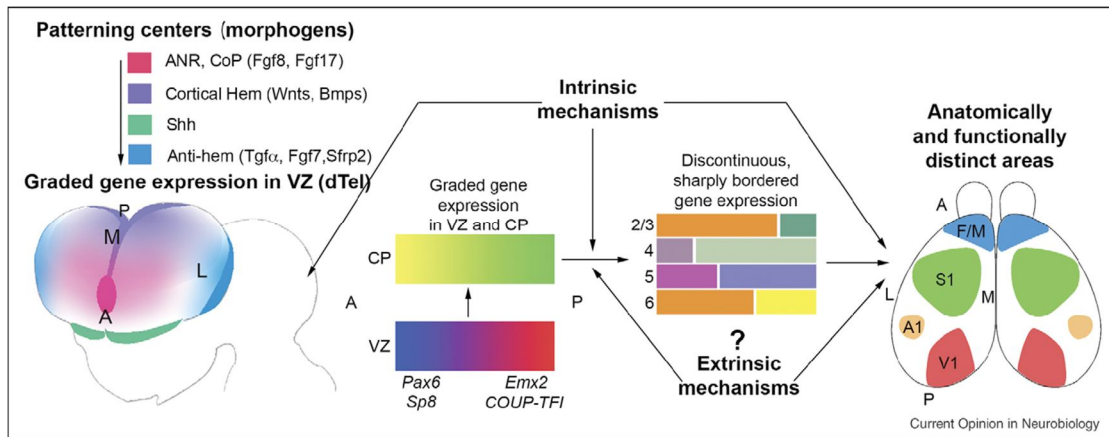 Patterning centers (morphogens)
ANR, CoP (Fgf8, Fgf17)
Cortical Hem (Wnts, Bmps)
Shh
Anti-hem (Tgfα, Fgf7,Sfrp2)
Graded gene expression in VZ (dTel)
P
M
L
A
Intrinsic
mechanisms
Graded gene
expression
in VZ and CP
CP
A
P
VZ
Pax6
Sp8
Emx2
COUP-TFI
Discontinuous,
sharply bordered
gene expression
2/3
4
5
6
?
Extrinsic
mechanisms
Anatomically
and functionally
distinct areas
A
F/M
S1
L
M
A1
V1
P
Current Opinion in Neurobiology